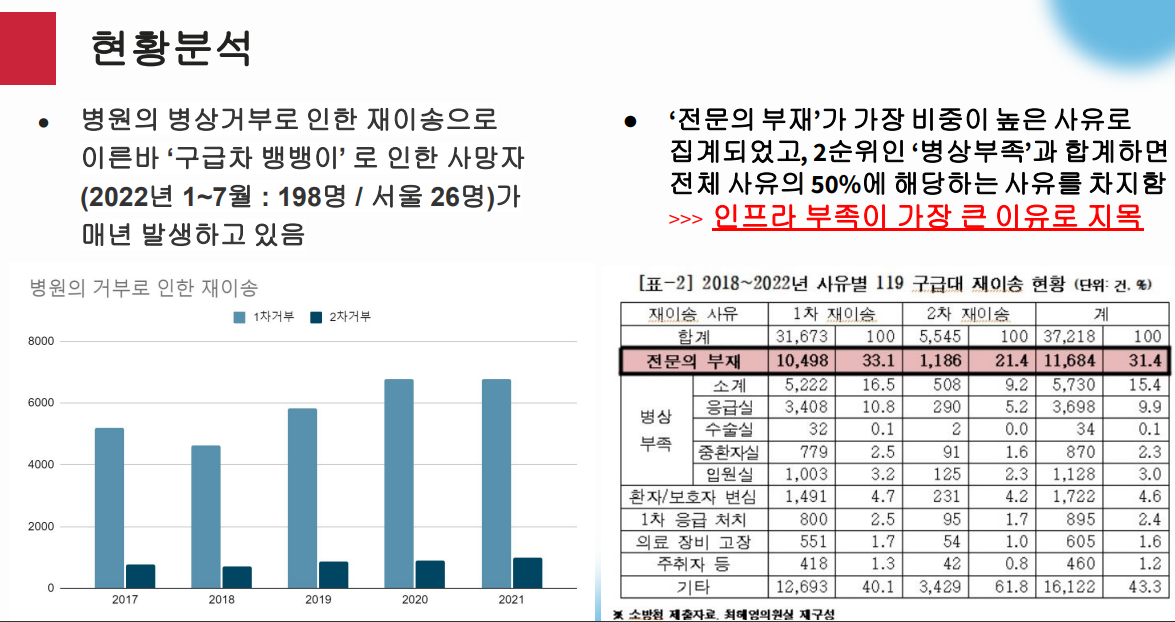 현황분석
● 병원의 병상거부로 인한 재이송으로
이른바 ‘구급차 뺑뺑이’ 로 인한 사망자
(2022년 1~7월 : 198명 / 서울 26명)가
매년 발생하고 있음
● ‘전문의 부재’가 가장 비중이 높은 사유로
집계되었고, 2순위인 ‘병상부족’과 합계하면
전체 사유의 50%에 해당하는 사유를 차지함
>>> 인프라 부족이 가장 큰 이유로 지목
병원의 거부로 인한 재이송
1차거부 2차거부
8000
6000
4000
2000
0
2017 2018 2019 2020 2021
[표-2] 2018~2022년 사유별 119 구급대 재이송 현황 (단위: 건, %)
재이송 사유 1차 재이송 2차 재이송 계
합계 31,673 100 5,545 100 37,218 100
전문의 부재 10,498 33.1 1,186 21.4 11,684 31.4
병상 부족 소계 5,222 16.5 508 9.2 5,730 15.4
응급실 3,408 10.8 290 5.2 3,698 9.9
수술실 32 0.1 2 0.0 34 0.1
중환자실 779 2.5 91 1.6 870 2.3
입원실 1,003 3.2 125 2.3 1,128 3.0
환자/보호자 변심 1,491 4.7 231 4.2 1,722 4.6
1차 응급 처치 800 2.5 95 1.7 895 2.4
의료 장비 고장 551 1.7 54 1.0 605 1.6
주취자 등 418 1.3 42 0.8 460 1.2
기타 12,693 40.1 3,429 61.8 16,122 43.3
※ 소방청 제출자료, 최혜영의원실 재구성